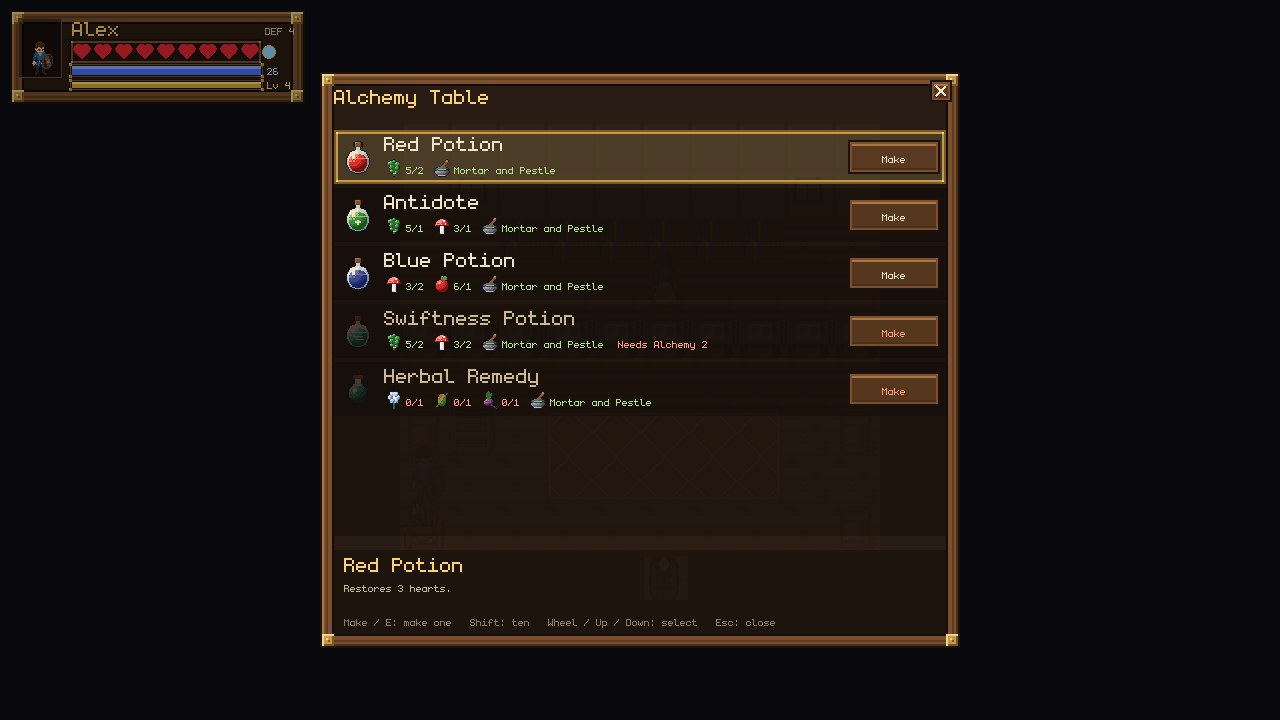 Alex
DEF 4
26
Lv 4
Alchemy Table
Red Potion
5/2 Mortar and Pestle
Make
Antidote
5/1 3/1 Mortar and Pestle
Make
Blue Potion
3/2 6/1 Mortar and Pestle
Make
Swiftness Potion
5/2 3/2 Mortar and Pestle Needs Alchemy 2
Make
Herbal Remedy
0/1 0/1 0/1 Mortar and Pestle
Make
Red Potion
Restores 3 hearts.
Make / E: make one Shift: ten Wheel / Up / Down: select Esc: close